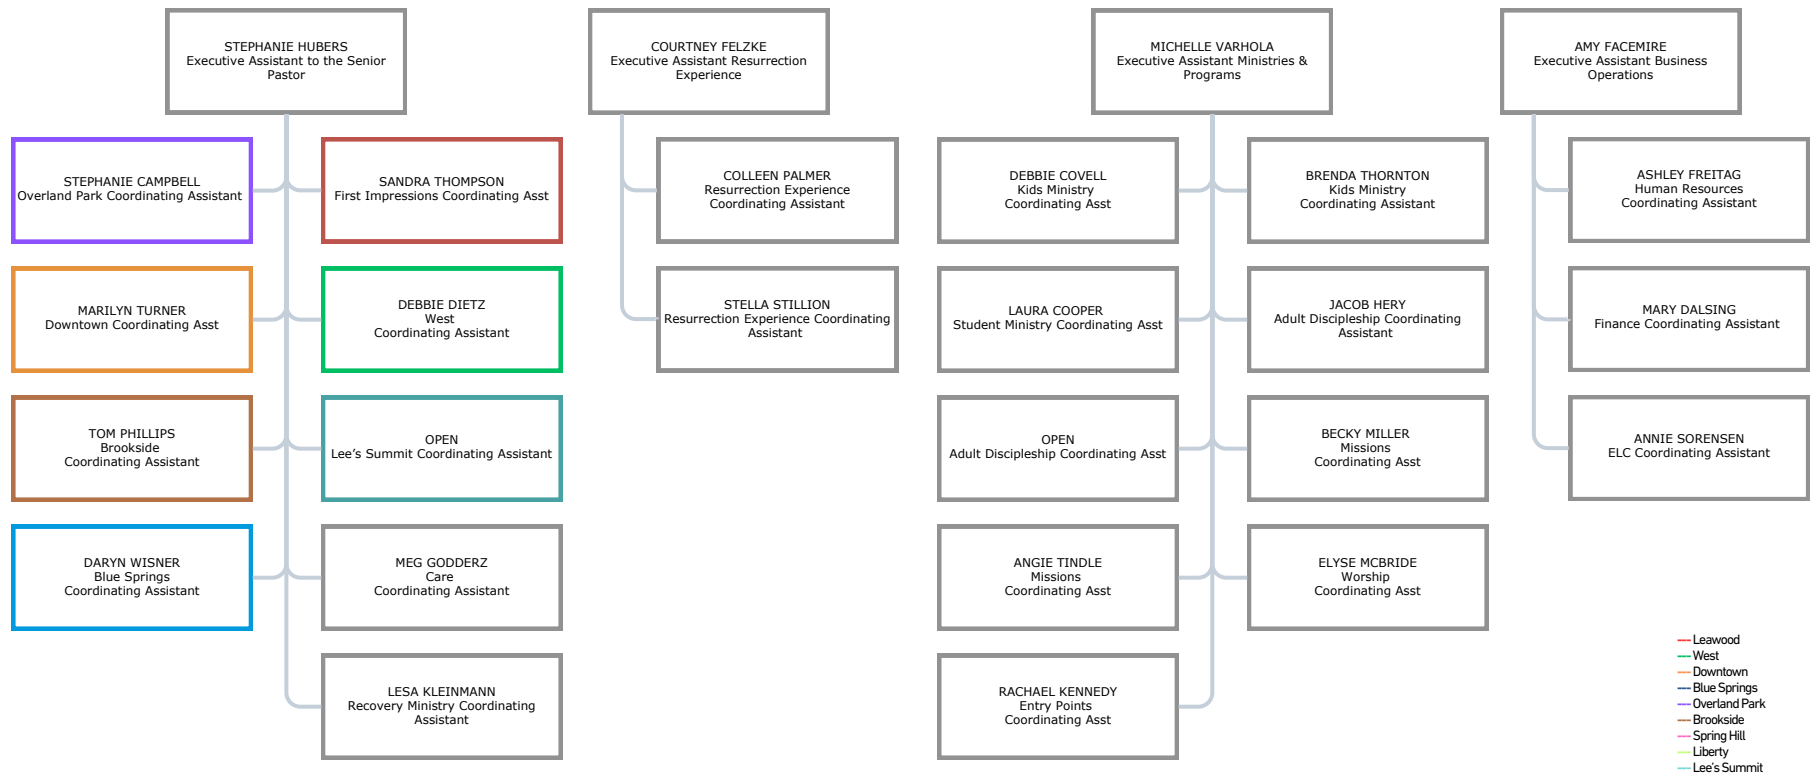 STEPHANIE HUBERS
Executive Assistant to the Senior
Pastor
COURTNEY FELZKE
Executive Assistant Resurrection
Experience
MICHELLE VARHOLA
Executive Assistant Ministries &
Programs
AMY FACEMIRE
Executive Assistant Business
Operations
STEPHANIE CAMPBELL
Overland Park Coordinating Assistant
SANDRA THOMPSON
First Impressions Coordinating Asst
COLLEEN PALMER
Resurrection Experience
Coordinating Assistant
DEBBIE COVELL
Kids Ministry
Coordinating Asst
BRENDA THORNTON
Kids Ministry
Coordinating Assistant
ASHLEY FREITAG
Human Resources
Coordinating Assistant
MARILYN TURNER
Downtown Coordinating Asst
DEBBIE DIETZ
West
Coordinating Assistant
STELLA STILLION
Resurrection Experience Coordinating
Assistant
LAURA COOPER
Student Ministry Coordinating Asst
JACOB HERY
Adult Discipleship Coordinating
Assistant
MARY DALSING
Finance Coordinating Assistant
TOM PHILLIPS
Brookside
Coordinating Assistant
OPEN
Lee's Summit Coordinating Assistant
OPEN
Adult Discipleship Coordinating Asst
BECKY MILLER
Missions
Coordinating Asst
ANNIE SORENSEN
ELC Coordinating Assistant
DARYN WISNER
Blue Springs
Coordinating Assistant
MEG GODDERZ
Care
Coordinating Assistant
ANGIE TINDLE
Missions
Coordinating Asst
ELYSE MCBRIDE
Worship
Coordinating Asst
LESA KLEINMANN
Recovery Ministry Coordinating
Assistant
RACHAEL KENNEDY
Entry Points
Coordinating Asst
Leawood
West
Downtown
Blue Springs
Overland Park
Brookside
Spring Hill
Liberty
Lee's Summit